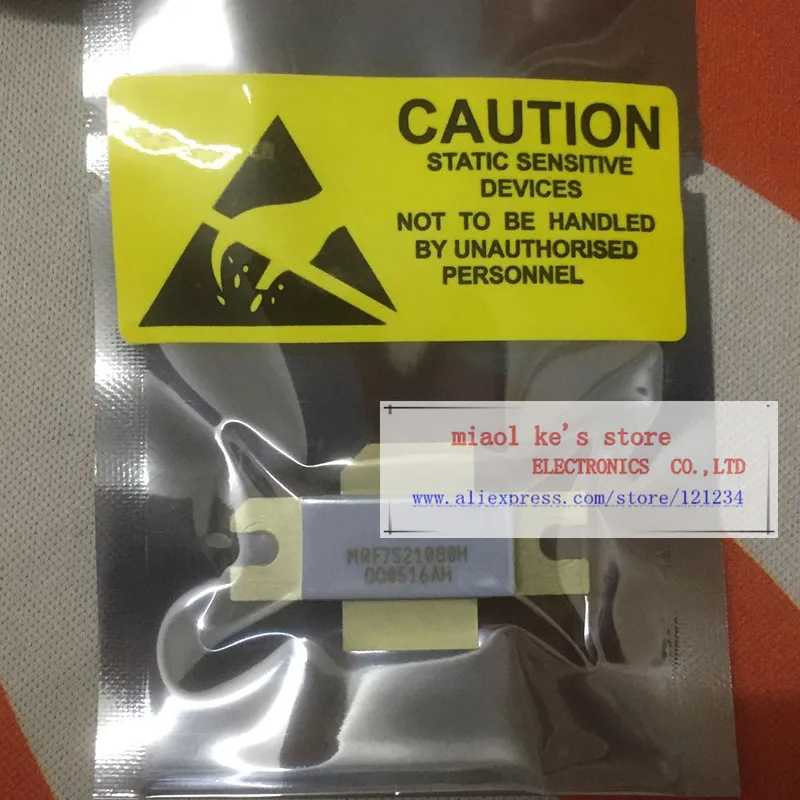 CAUTION
STATIC SENSITIVE
DEVICES
NOT TO BE HANDLED
BY UNAUTHORISED
PERSONNEL
miaol ke's store
ELECTRONICS CO.,LTD
www.aliexpress.com/store/121234
MRF7S21080H
OD0516AH